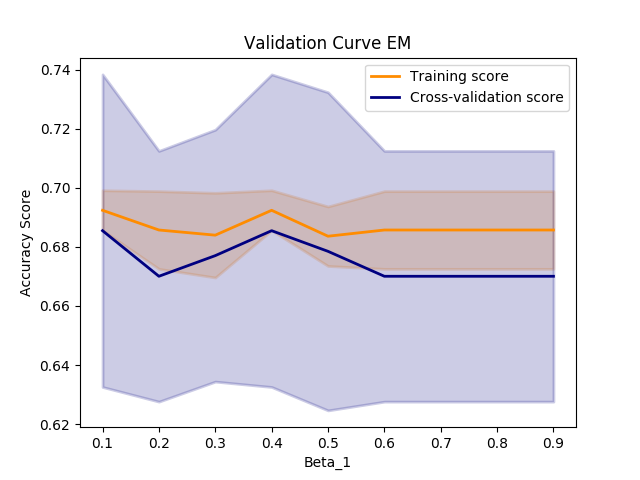 Validation Curve EM
Training score
Cross-validation score
Accuracy Score
0.74
0.72
0.70
0.68
0.66
0.64
0.62
0.1 0.2 0.3 0.4 0.5 0.6 0.7 0.8 0.9
Beta_1